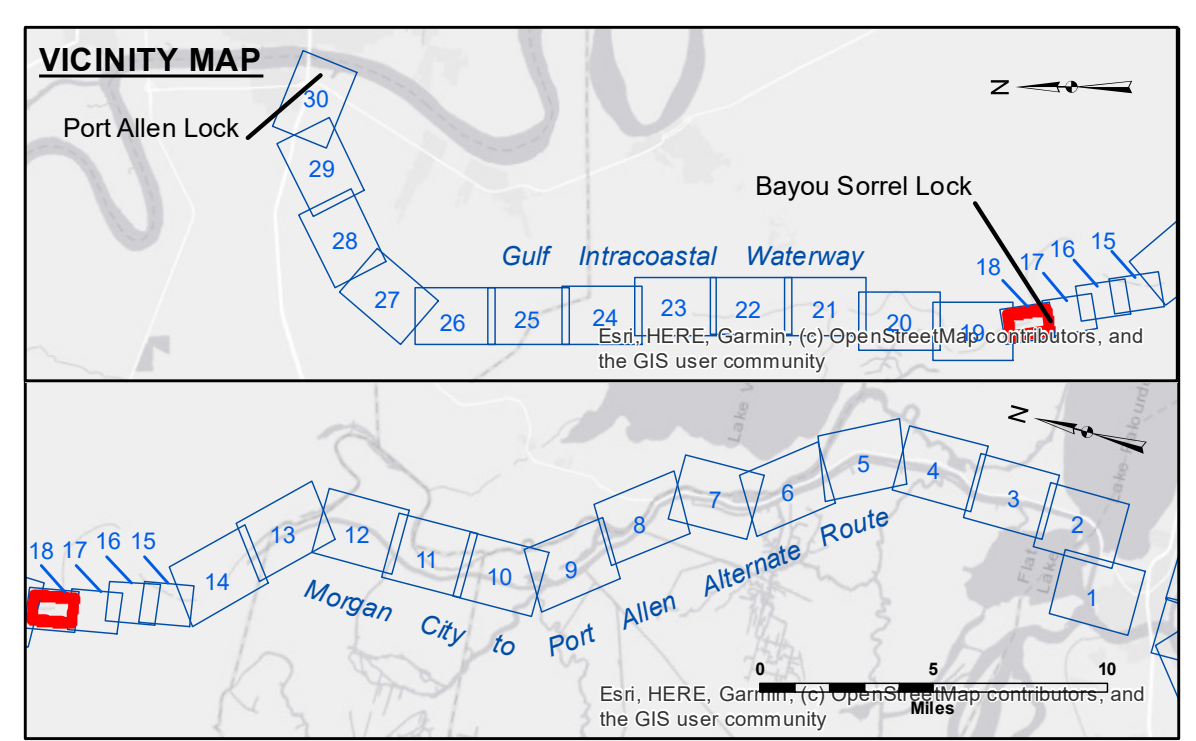 VICINITY MAP
N
30
Port Allen Lock
29
Bayou Sorrel Lock
28
Gulf Intracoastal Waterway
15
16
17
18
27
26
25
24
23
22
21
20
19
Esri, HERE, Garmin, (c) OpenStreetMap contributors, and
the GIS user community
N
5
4
3
2
1
6
7
8
9
10
11
12
13
14
15
16
17
18
Flat
Lake
Morgan City to Port Allen Alternate Route
0 5 10
Miles
Esri, HERE, Garmin, (c) OpenStreetMap contributors, and
the GIS user community